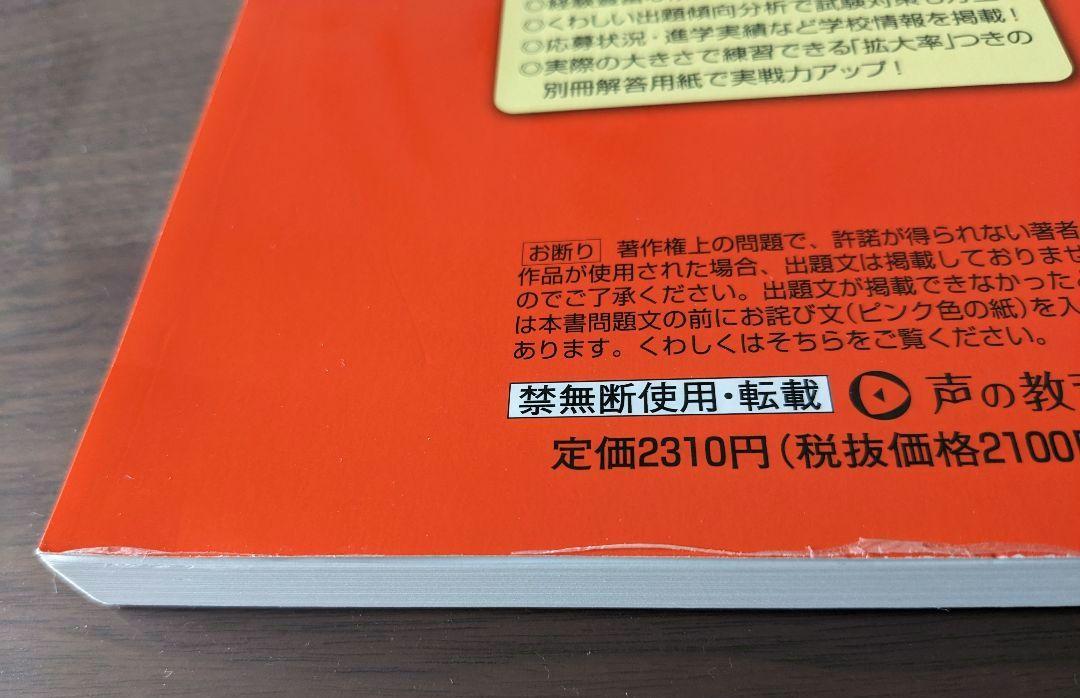 ◎くわしい出題傾向分析で試験対策も
◎応募状況・進学実績など学校情報を掲載！
◎実際の大きさで練習できる「拡大率」つきの
別冊解答用紙で実戦力アップ！
お断り 著作権上の問題で、許諾が得られない著者
作品が使用された場合、出題文は掲載しておりませ
のでご了承ください。出題文が掲載できなかったと
は本書問題文の前にお詫び文（ピンク色の紙）を入
あります。くわしくはそちらをご覧ください。
禁無断使用・転載 声の教
定価2310円（税抜価格2100円